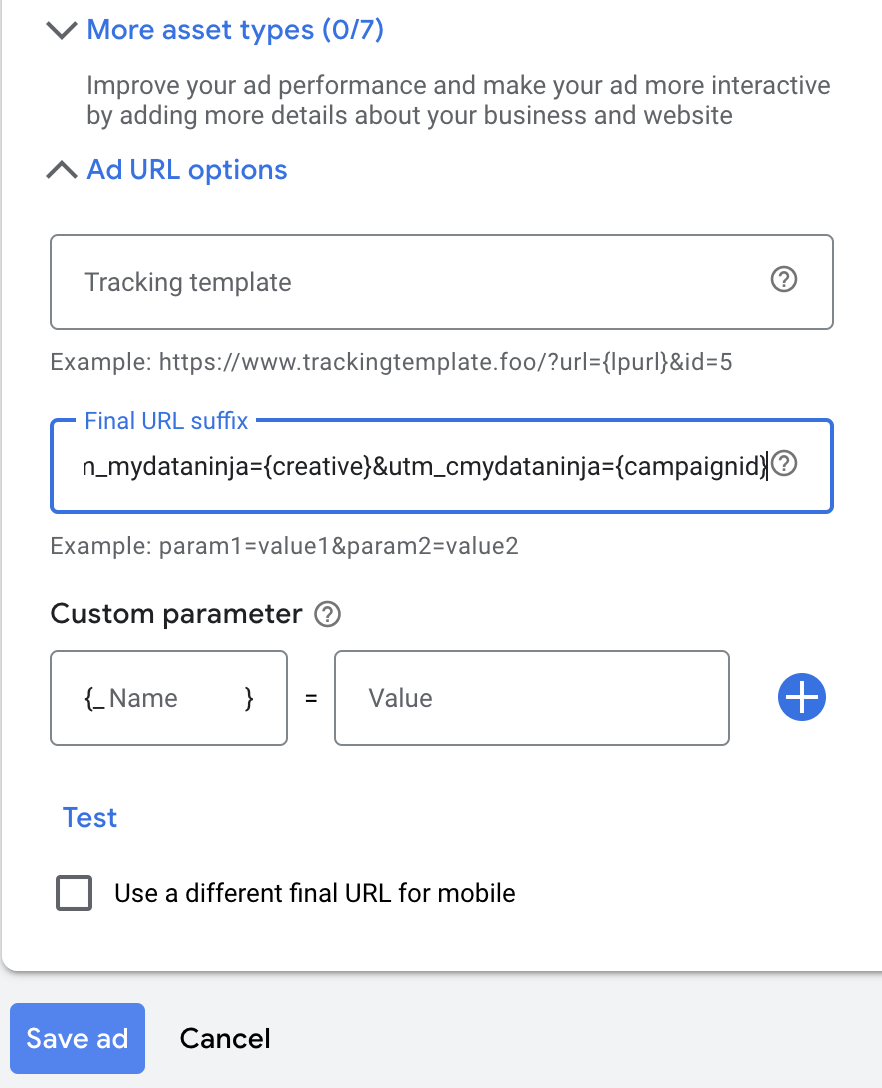 More asset types (0/7)
Improve your ad performance and make your ad more interactive
by adding more details about your business and website
Ad URL options
Tracking template
Example: https://www.trackingtemplate.foo/?url={lpurl}&id=5
Final URL suffix
m_mydataninja={creative}&utm_cmydataninja={campaignid}
Example: param1=value1&param2=value2
Custom parameter
{_ Name } = Value
Test
Use a different final URL for mobile
Save ad Cancel